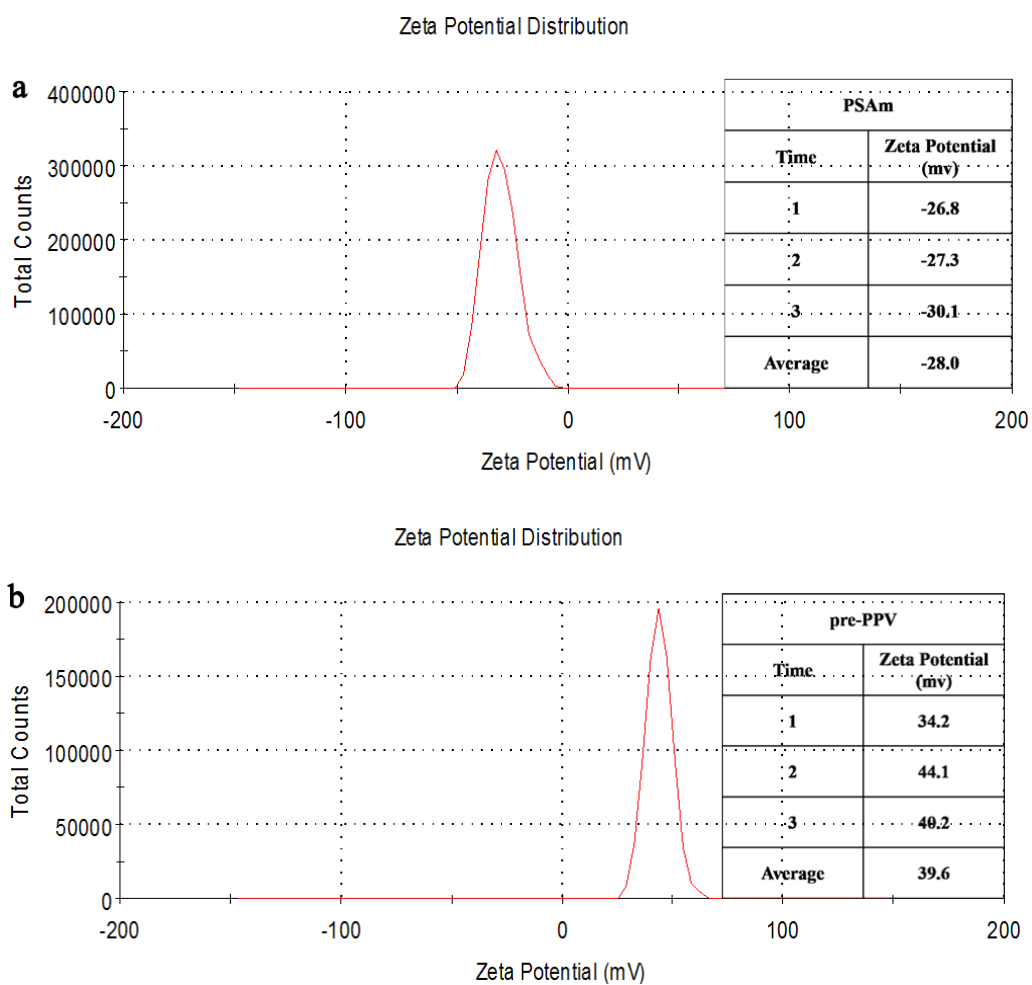 Zeta Potential Distribution
a
400000
300000
200000
100000
0
Total Counts
-200 -100 0 100 200
Zeta Potential (mV)
PSAm
Time Zeta Potential (mv)
1 -26.8
2 -27.3
3 -30.1
Average -28.0
Zeta Potential Distribution
b
200000
150000
100000
50000
0
Total Counts
-200 -100 0 100 200
Zeta Potential (mV)
pre-PPV
Time Zeta Potential (mv)
1 34.2
2 44.1
3 40.2
Average 39.6